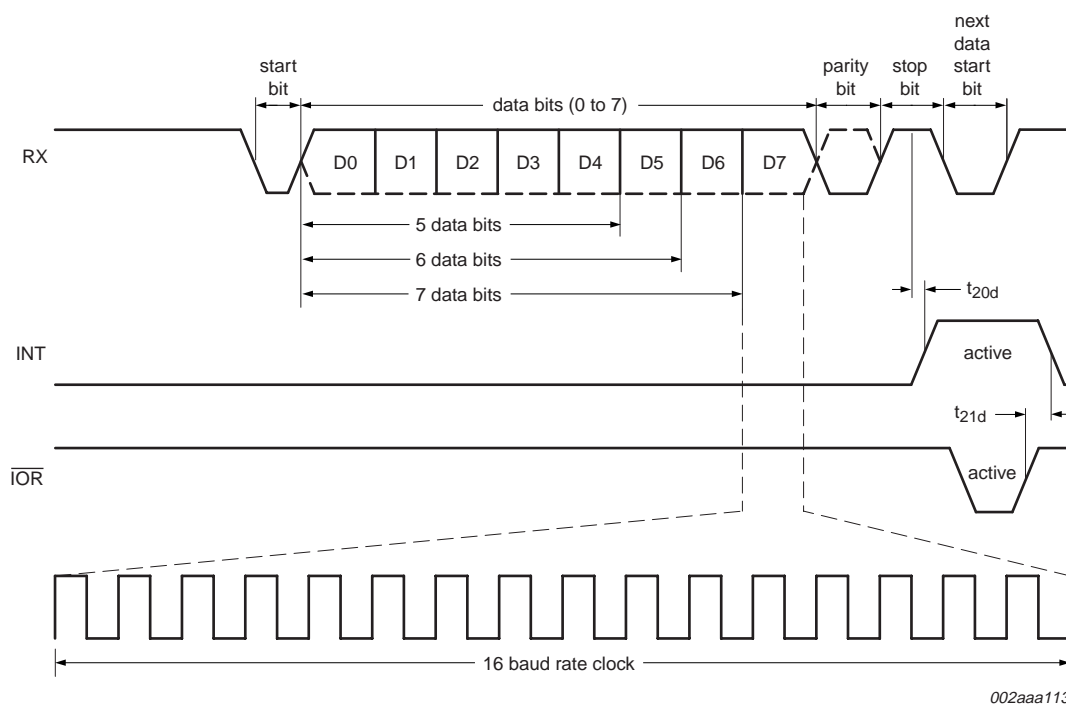 next
data
start
bit
start
bit
parity
bit
stop
bit
data bits (0 to 7)
RX
D0 D1 D2 D3 D4 D5 D6 D7
5 data bits
6 data bits
7 data bits
t20d
INT
active
t21d
IOR
active
16 baud rate clock
002aaa113